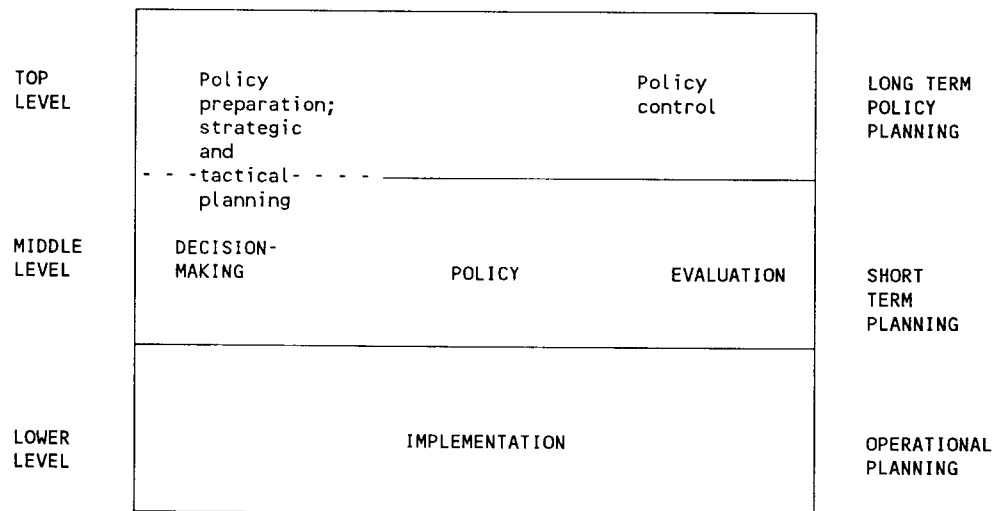 TOP
LEVEL
Policy
preparation;
strategic
and
tactical
planning
Policy
control
LONG TERM
POLICY
PLANNING
MIDDLE
LEVEL
DECISION-
MAKING
POLICY
EVALUATION
SHORT
TERM
PLANNING
LOWER
LEVEL
IMPLEMENTATION
OPERATIONAL
PLANNING